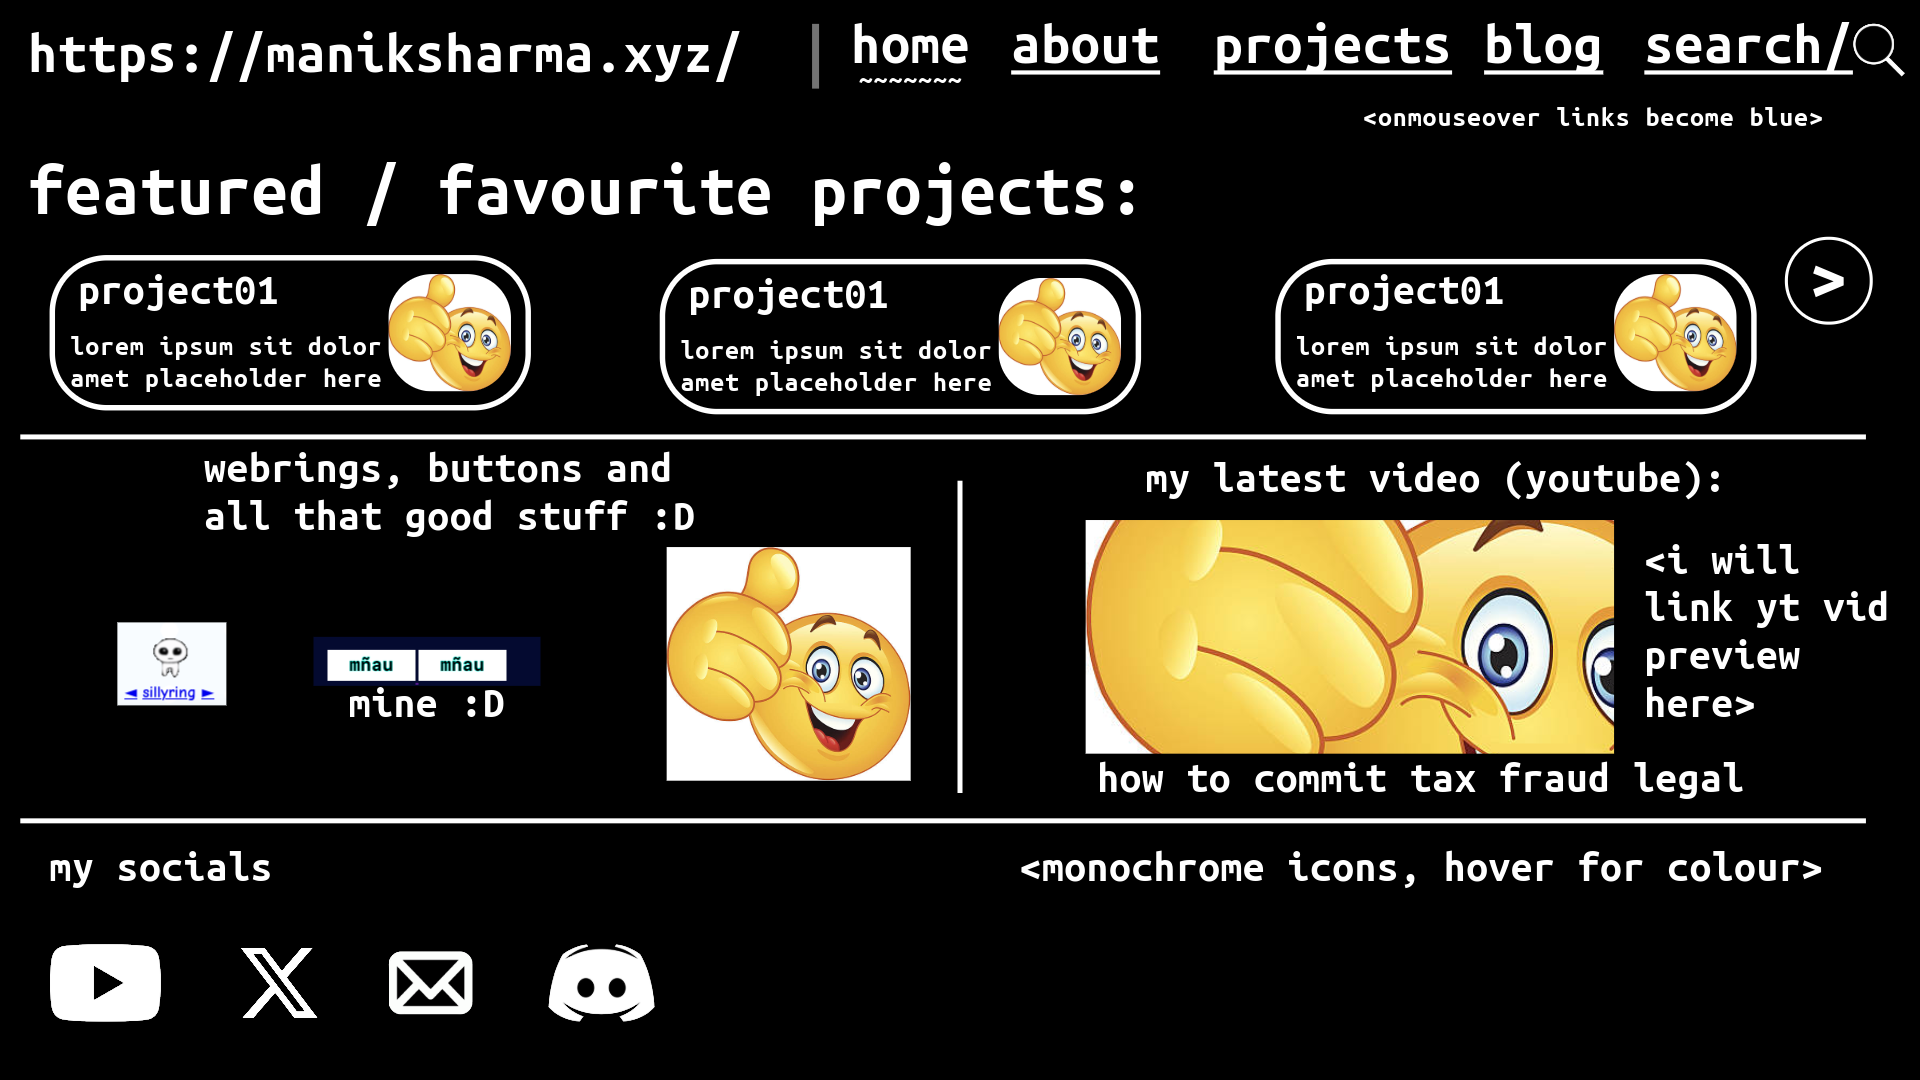 https://maniksharma.xyz/ | home about projects blog search/
~~~~~~~
<onmouseover links become blue>
featured / favourite projects:
project01
lorem ipsum sit dolor
amet placeholder here
project01
lorem ipsum sit dolor
amet placeholder here
project01
lorem ipsum sit dolor
amet placeholder here
>
webrings, buttons and
all that good stuff :D
◄ sillyring ►
mñau mñau
mine :D
my latest video (youtube):
<i will
link yt vid
preview
here>
how to commit tax fraud legal
my socials
<monochrome icons, hover for colour>